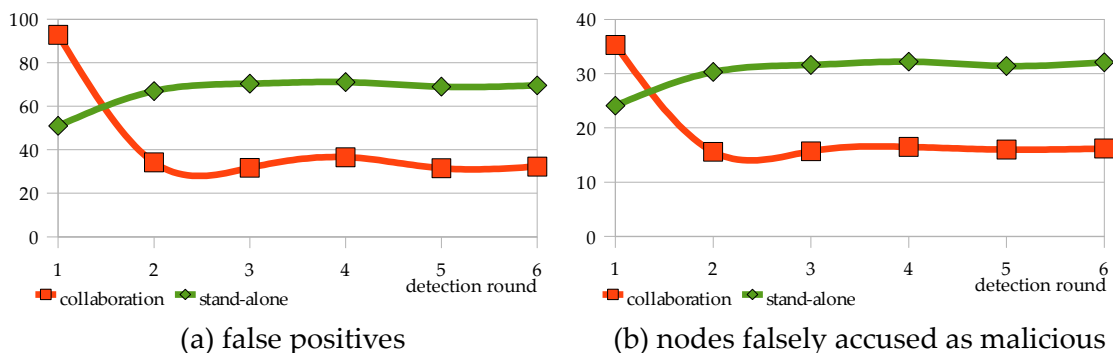 100
80
60
40
20
0
1 2 3 4 5 6
detection round
collaboration stand-alone
(a) false positives
40
30
20
10
0
1 2 3 4 5 6
detection round
collaboration stand-alone
(b) nodes falsely accused as malicious